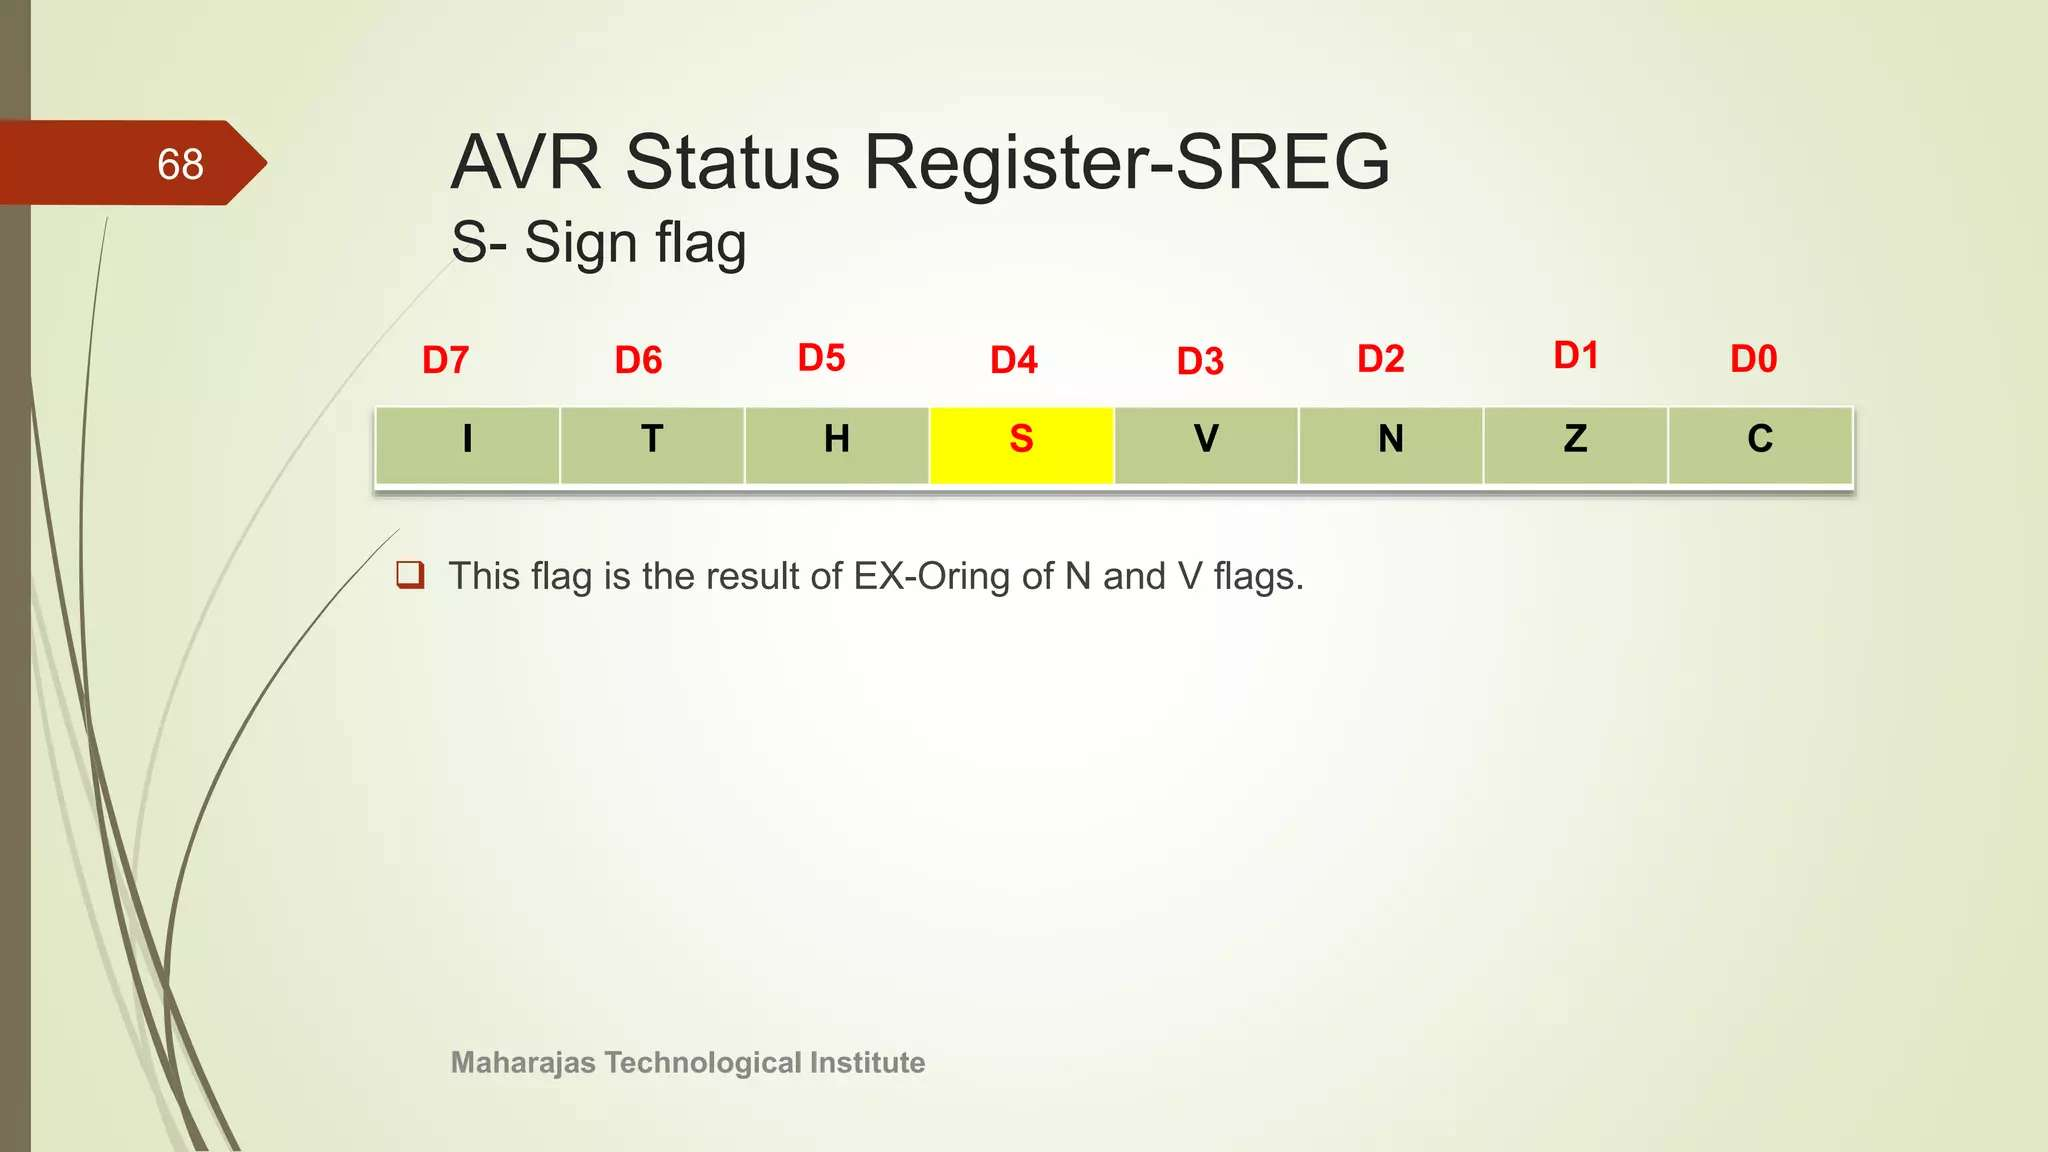 68
AVR Status Register-SREG
S- Sign flag
D7 D6 D5 D4 D3 D2 D1 D0
I T H S V N Z C
This flag is the result of EX-Oring of N and V flags.
Maharajas Technological Institute